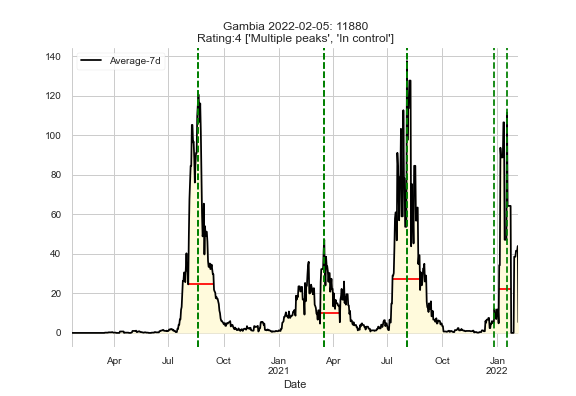 Gambia 2022-02-05: 11880
Rating:4 ['Multiple peaks', 'In control']
Average-7d
140
120
100
80
60
40
20
0
Apr Jul Oct Jan Apr Jul Oct Jan
2021 2022
Date